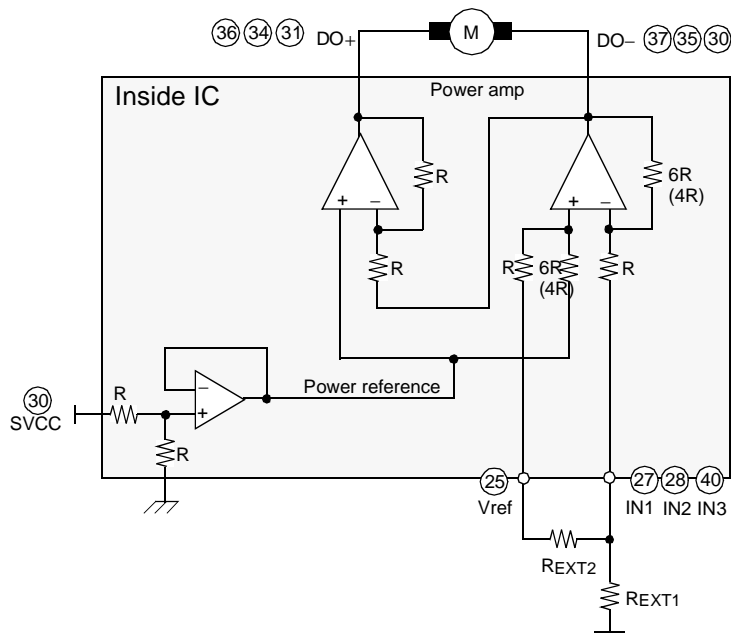 36 34 31 DO+ M DO− 37 35 30
Inside IC
Power amp
R
6R
(4R)
+ − + −
R R 6R
(4R) R
Power reference
−
+
30
SVCC
R
R
25
Vref
27 28 40
IN1 IN2 IN3
REXT2
REXT1